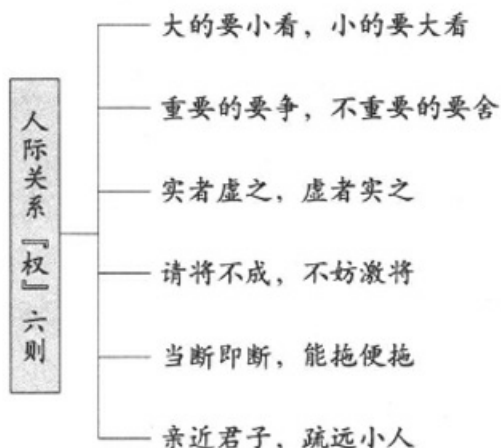 人际关系『权』六则
大的要小看，小的要大看
重要的要争，不重要的要舍
实者虚之，虚者实之
请将不成，不妨激将
当断即断，能拖便拖
亲近君子，疏远小人